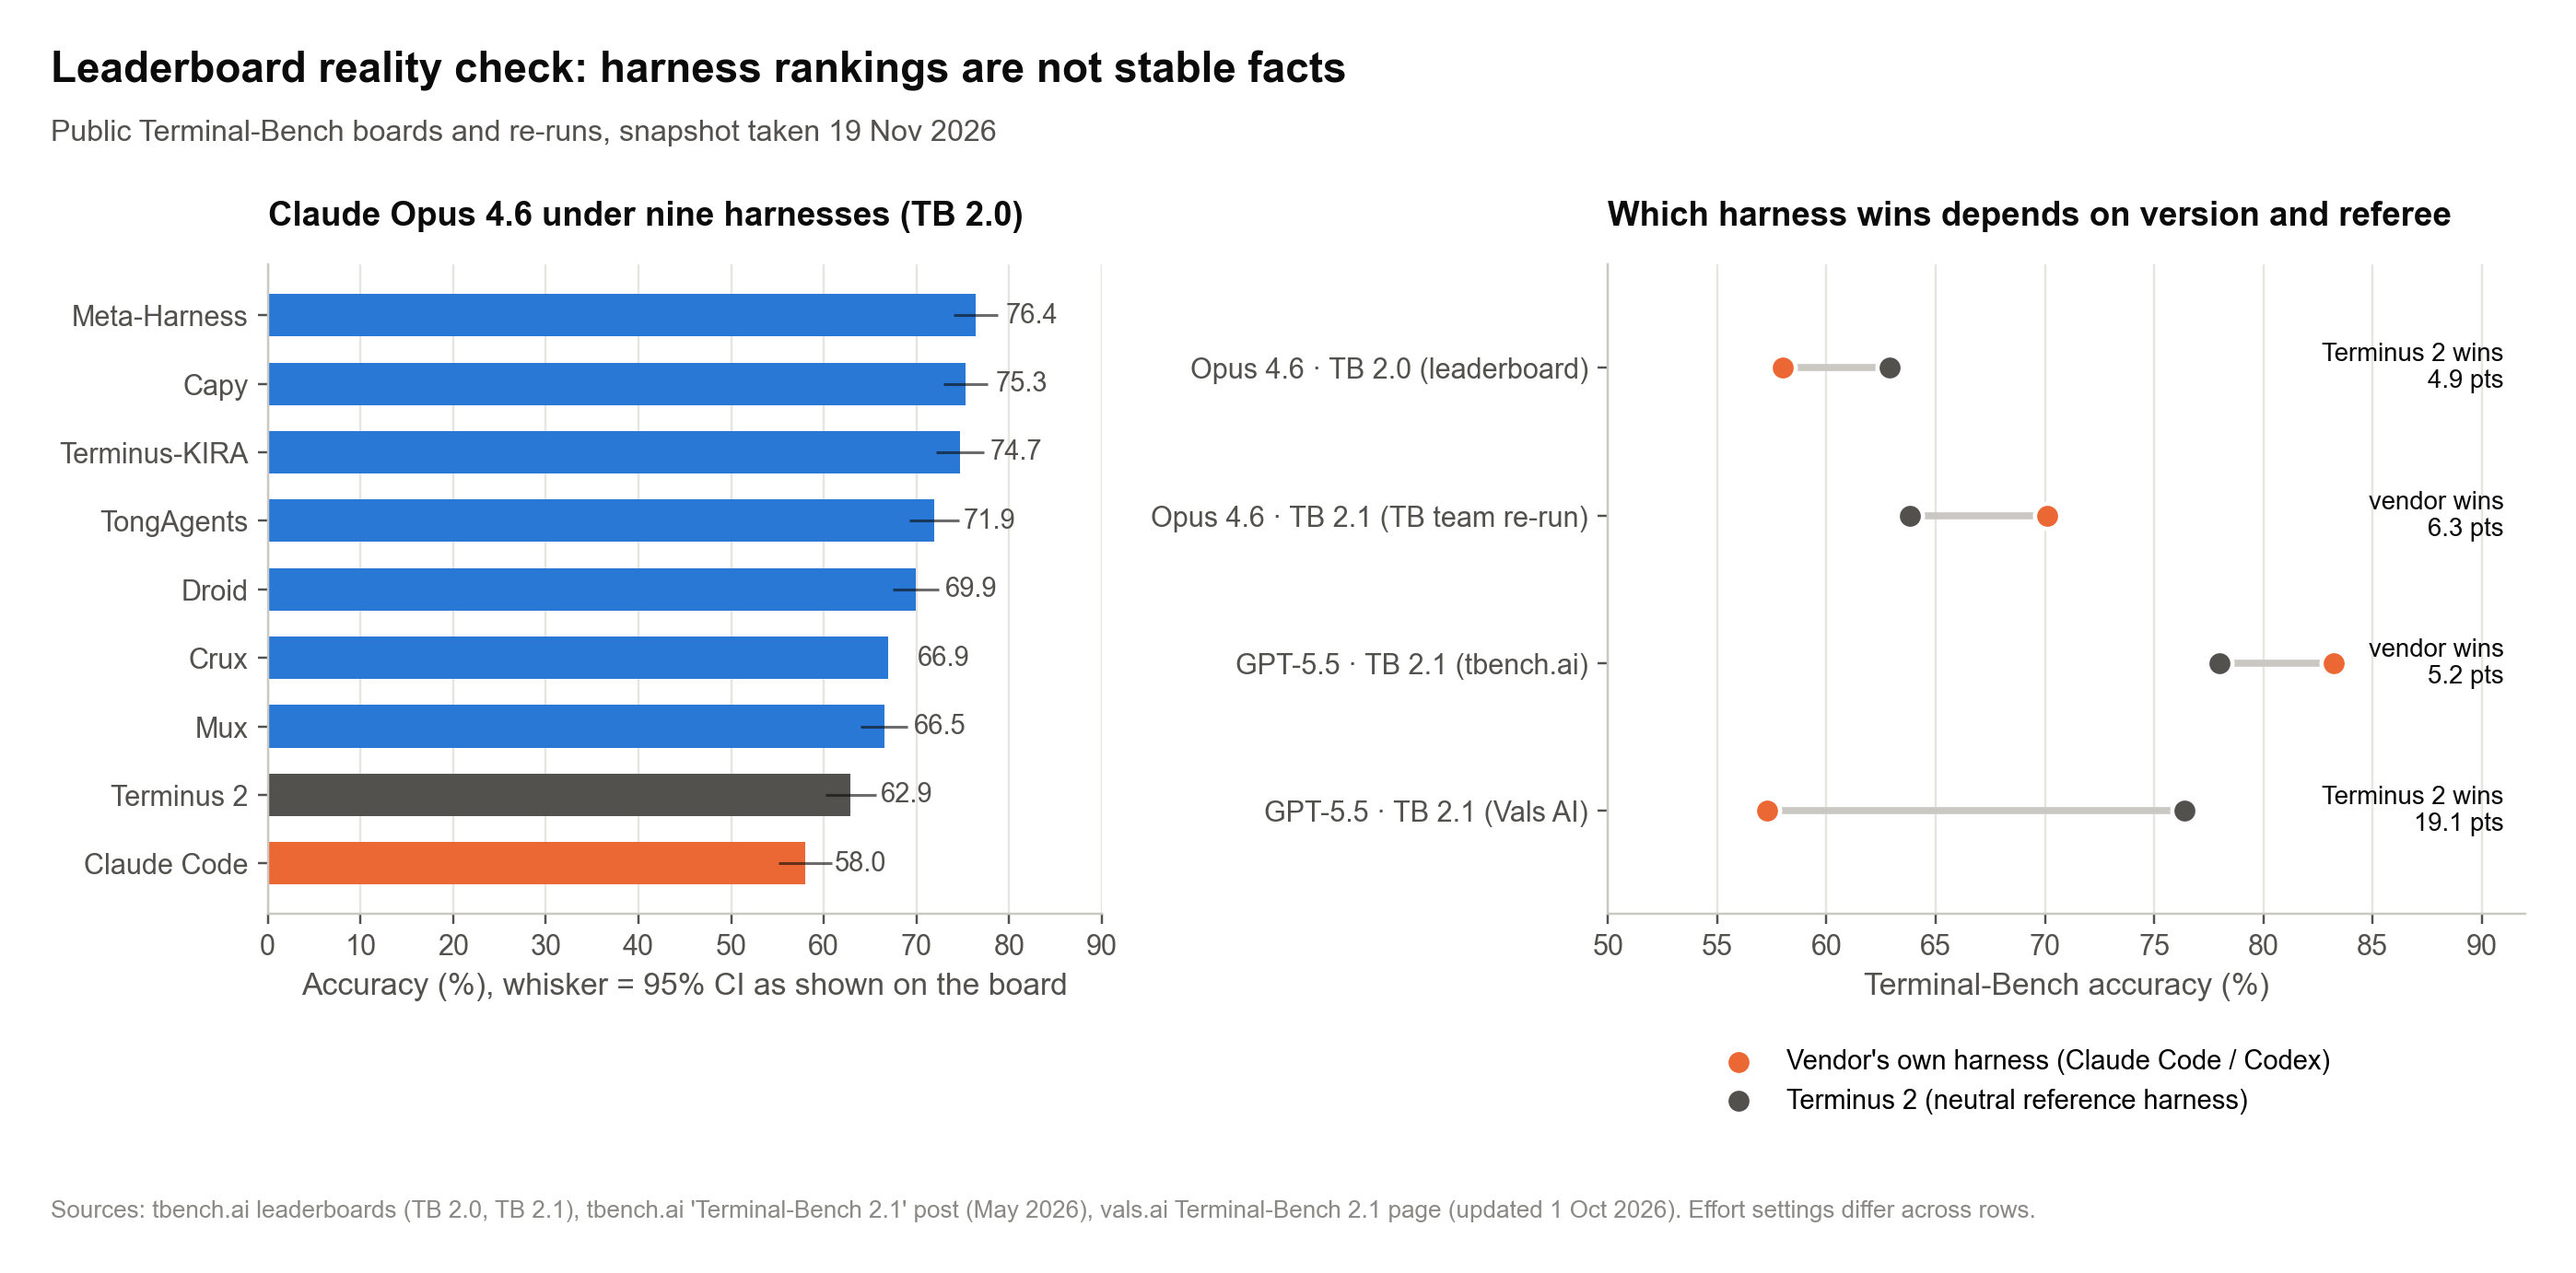 Leaderboard reality check: harness rankings are not stable facts
Public Terminal-Bench boards and re-runs, snapshot taken 19 Nov 2026
Claude Opus 4.6 under nine harnesses (TB 2.0)
Meta-Harness
76.4
Capy
75.3
Terminus-KIRA
74.7
TongAgents
71.9
Droid
69.9
Crux
66.9
Mux
66.5
Terminus 2
62.9
Claude Code
58.0
0 10 20 30 40 50 60 70 80 90
Accuracy (%), whisker = 95% CI as shown on the board
Which harness wins depends on version and referee
Opus 4.6 · TB 2.0 (leaderboard)
Terminus 2 wins
4.9 pts
Opus 4.6 · TB 2.1 (TB team re-run)
vendor wins
6.3 pts
GPT-5.5 · TB 2.1 (tbench.ai)
vendor wins
5.2 pts
GPT-5.5 · TB 2.1 (Vals AI)
Terminus 2 wins
19.1 pts
50 55 60 65 70 75 80 85 90
Terminal-Bench accuracy (%)
Vendor's own harness (Claude Code / Codex)
Terminus 2 (neutral reference harness)
Sources: tbench.ai leaderboards (TB 2.0, TB 2.1), tbench.ai 'Terminal-Bench 2.1' post (May 2026), vals.ai Terminal-Bench 2.1 page (updated 1 Oct 2026). Effort settings differ across rows.